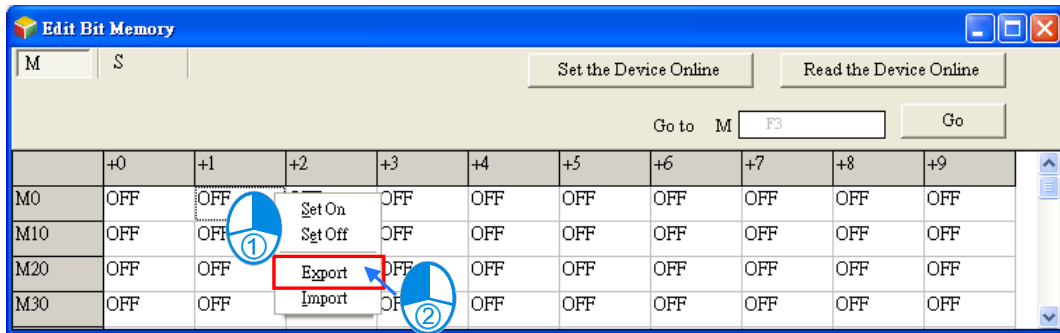 Edit Bit Memory
M S Set the Device Online Read the Device Online
Go to M F3 Go
+0 +1 +2 +3 +4 +5 +6 +7 +8 +9
M0 OFF OFF OFF OFF OFF OFF OFF OFF OFF
Set On
M10 OFF OFF OFF OFF OFF OFF OFF OFF OFF
Set Off
1
M20 OFF OFF OFF OFF OFF OFF OFF OFF OFF
Export
M30 OFF OFF OFF OFF OFF OFF OFF OFF
Import
2